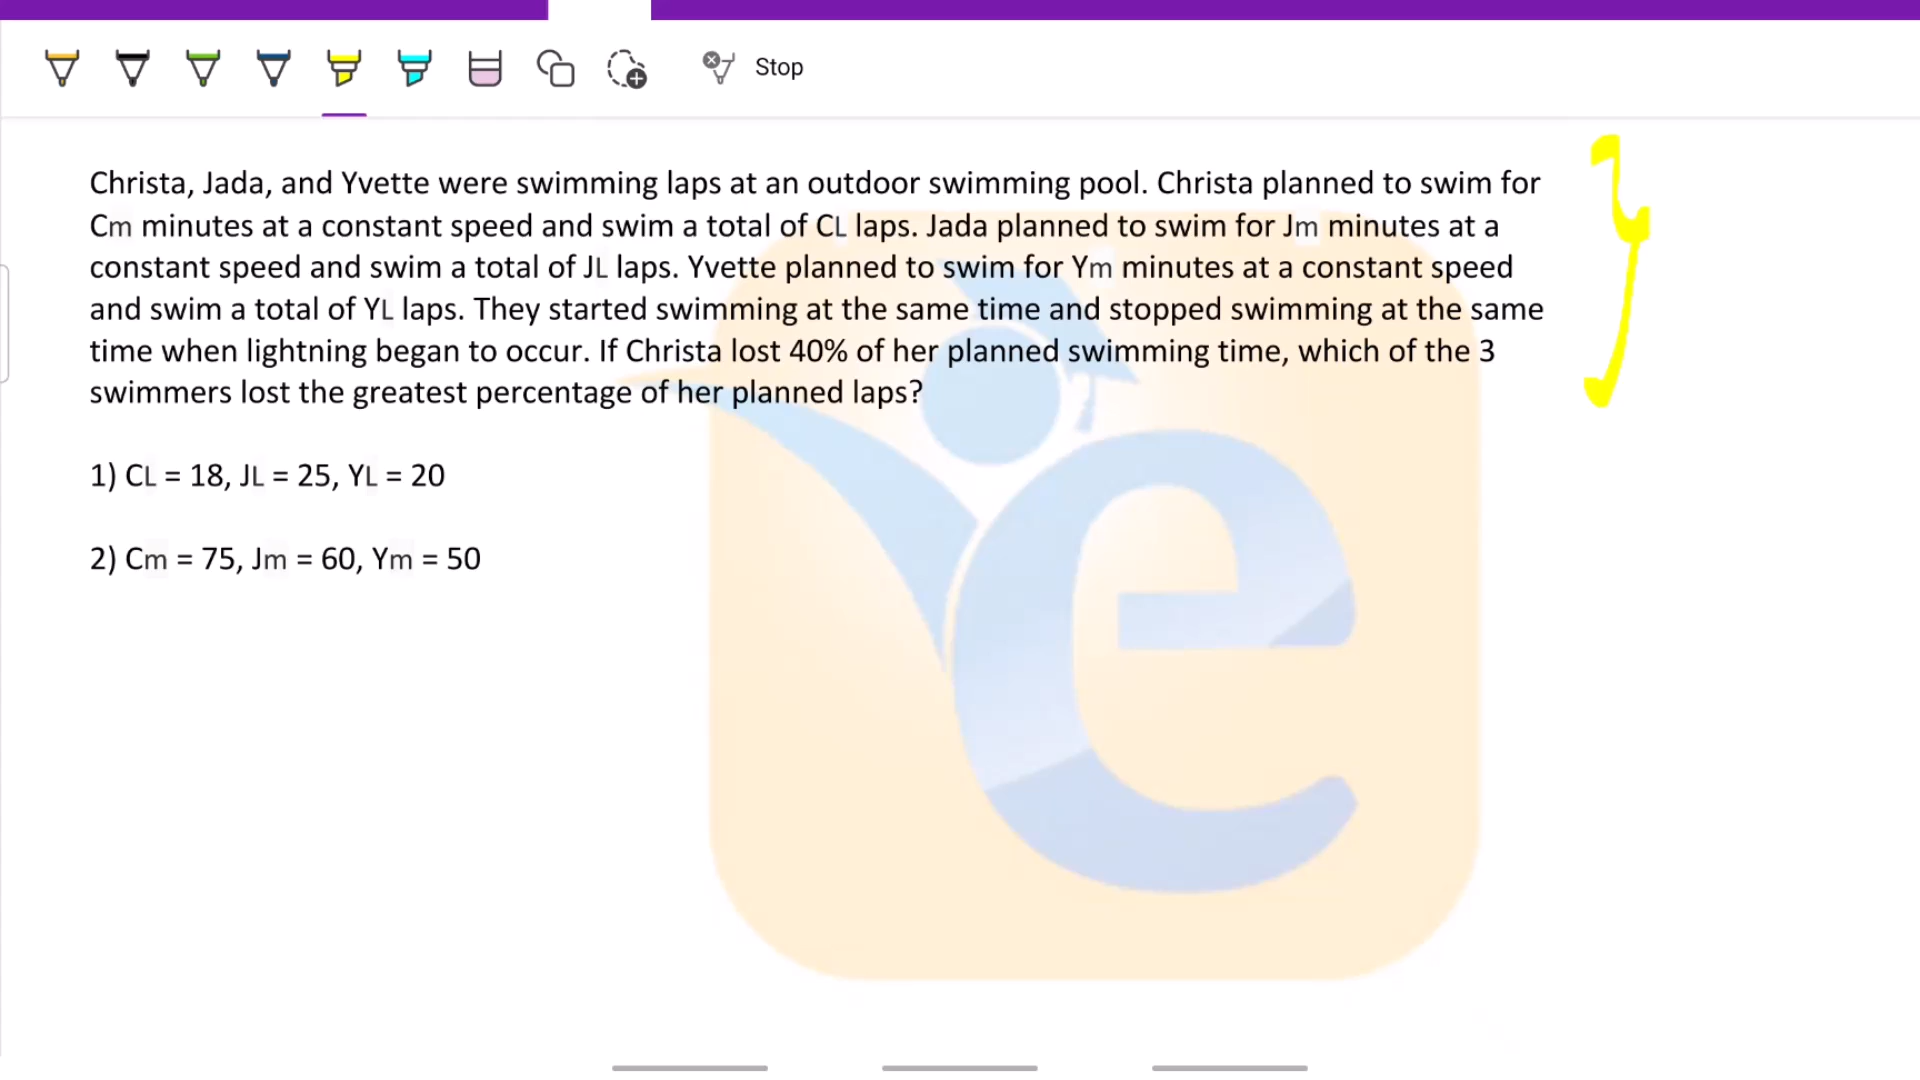 Stop
Christa, Jada, and Yvette were swimming laps at an outdoor swimming pool. Christa planned to swim for
Cm minutes at a constant speed and swim a total of CL laps. Jada planned to swim for Jm minutes at a
constant speed and swim a total of JL laps. Yvette planned to swim for Ym minutes at a constant speed
and swim a total of YL laps. They started swimming at the same time and stopped swimming at the same
time when lightning began to occur. If Christa lost 40% of her planned swimming time, which of the 3
swimmers lost the greatest percentage of her planned laps?
1) CL = 18, JL = 25, YL = 20
2) Cm = 75, Jm = 60, Ym = 50
e